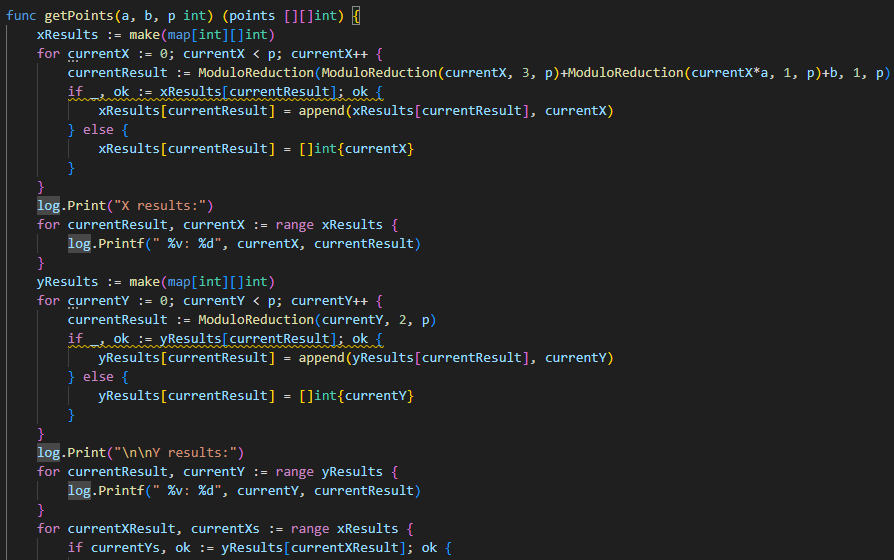 func getPoints(a, b, p int) (points [][]int) {
    xResults := make(map[int][]int)
    for currentX := 0; currentX < p; currentX++ {
        currentResult := ModuloReduction(ModuloReduction(currentX, 3, p)+ModuloReduction(currentX*a, 1, p)+b, 1, p)
        if _, ok := xResults[currentResult]; ok {
            xResults[currentResult] = append(xResults[currentResult], currentX)
        } else {
            xResults[currentResult] = []int{currentX}
        }
    }
    log.Print("X results:")
    for currentResult, currentX := range xResults {
        log.Printf(" %v: %d", currentX, currentResult)
    }
    yResults := make(map[int][]int)
    for currentY := 0; currentY < p; currentY++ {
        currentResult := ModuloReduction(currentY, 2, p)
        if _, ok := yResults[currentResult]; ok {
            yResults[currentResult] = append(yResults[currentResult], currentY)
        } else {
            yResults[currentResult] = []int{currentY}
        }
    }
    log.Print("\n\nY results:")
    for currentResult, currentY := range yResults {
        log.Printf(" %v: %d", currentY, currentResult)
    }
    for currentXResult, currentXs := range xResults {
        if currentYs, ok := yResults[currentXResult]; ok {